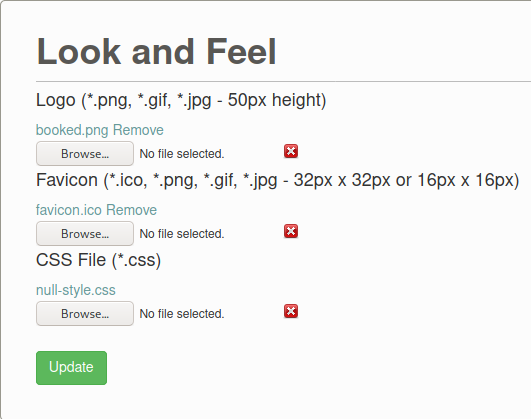 Look and Feel
Logo (*.png, *.gif, *.jpg - 50px height)
booked.png Remove
Browse... No file selected.
Favicon (*.ico, *.png, *.gif, *.jpg - 32px x 32px or 16px x 16px)
favicon.ico Remove
Browse... No file selected.
CSS File (*.css)
null-style.css
Browse... No file selected.
Update